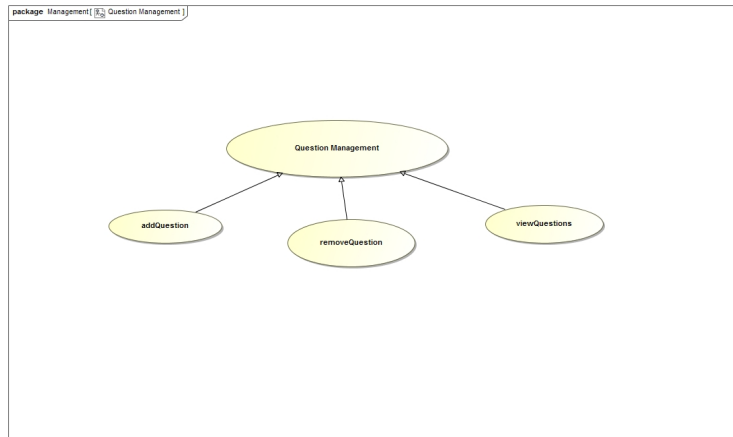 package Management [ Question Management ]
Question Management
addQuestion
removeQuestion
viewQuestions